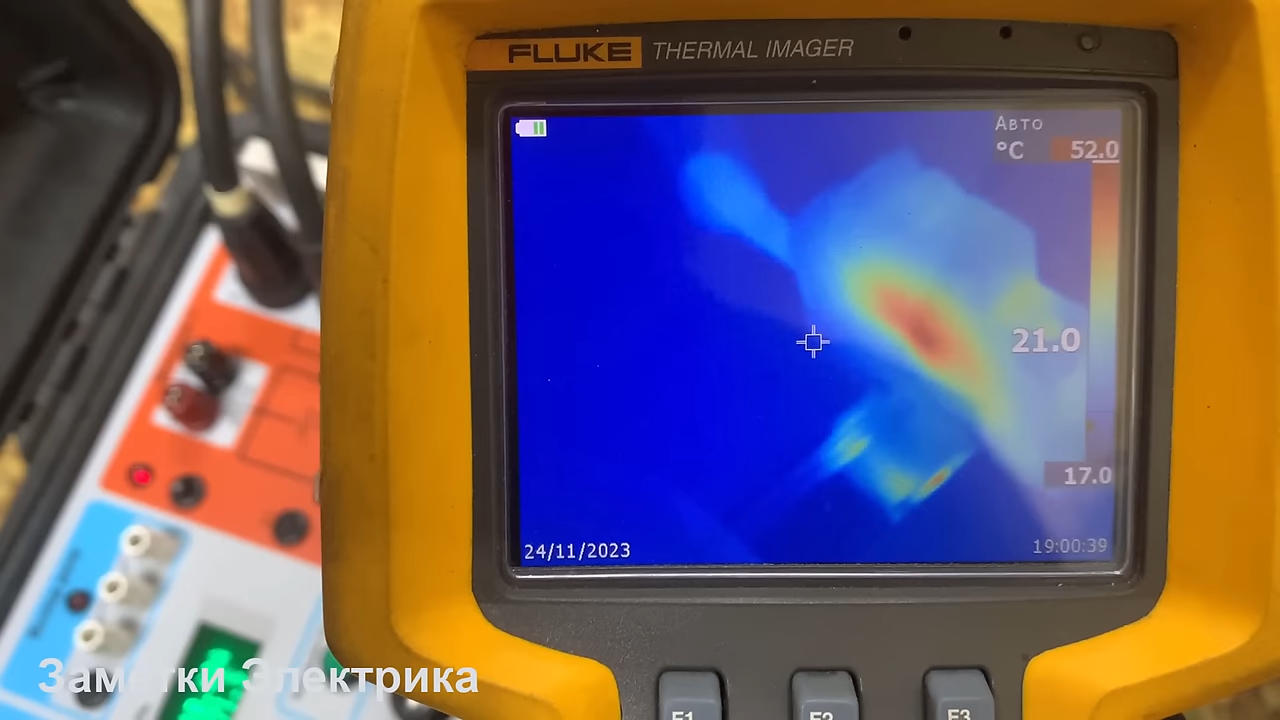 FLUKE THERMAL IMAGER
Авто
°C 52.0
21.0
17.0
24/11/2023 19:00:39
F1 F2 F3
Заметки Электрика